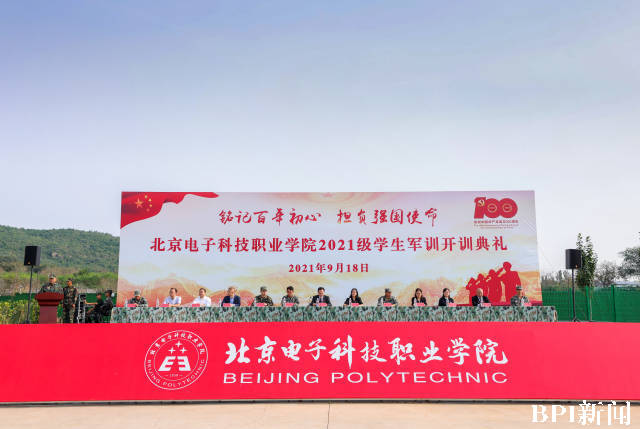 铭记百年初心 担负强国使命
100
北京电子科技职业学院2021级学生军训开训典礼
2021年9月18日
北京电子科技职业学院
BEIJING POLYTECHNIC
BPI新闻